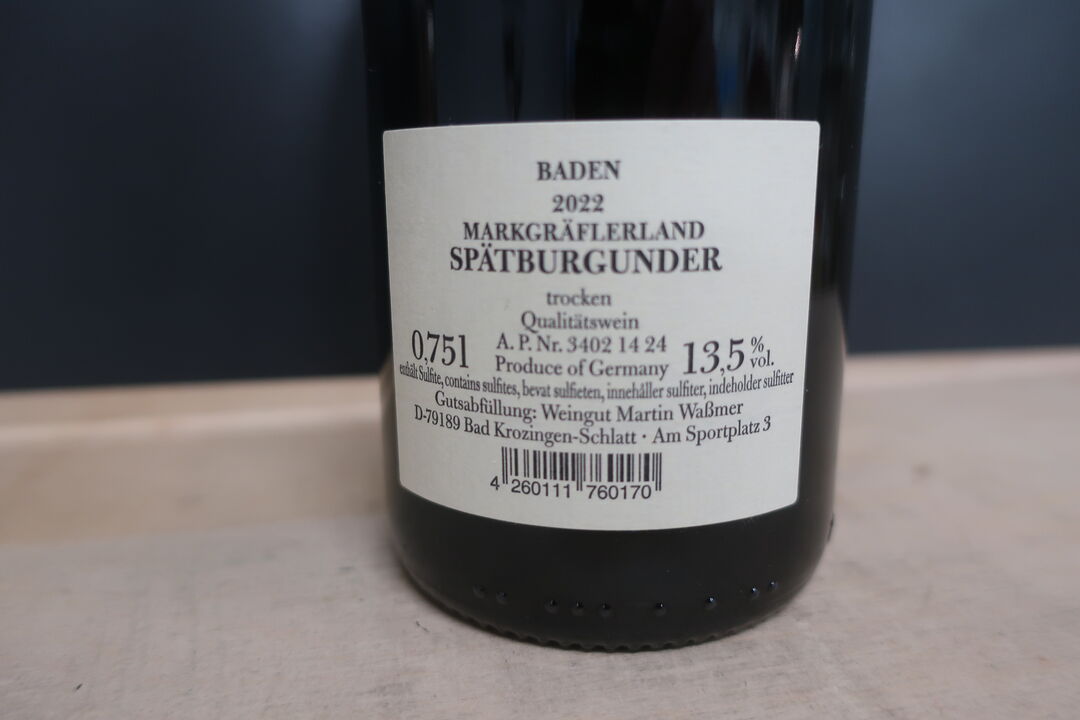 BADEN
2022
MARKGRÄFLERLAND
SPÄTBURGUNDER
trocken
Qualitätswein
A. P. Nr. 3402 14 24
0,75l Produce of Germany 13,5 % vol.
enthält Sulfite, contains sulfites, bevat sulfieten, innehåller sulfiter, indeholder sulfitter
Gutsabfüllung: Weingut Martin Waßmer
D-79189 Bad Krozingen-Schlatt · Am Sportplatz 3
4 260111 760170